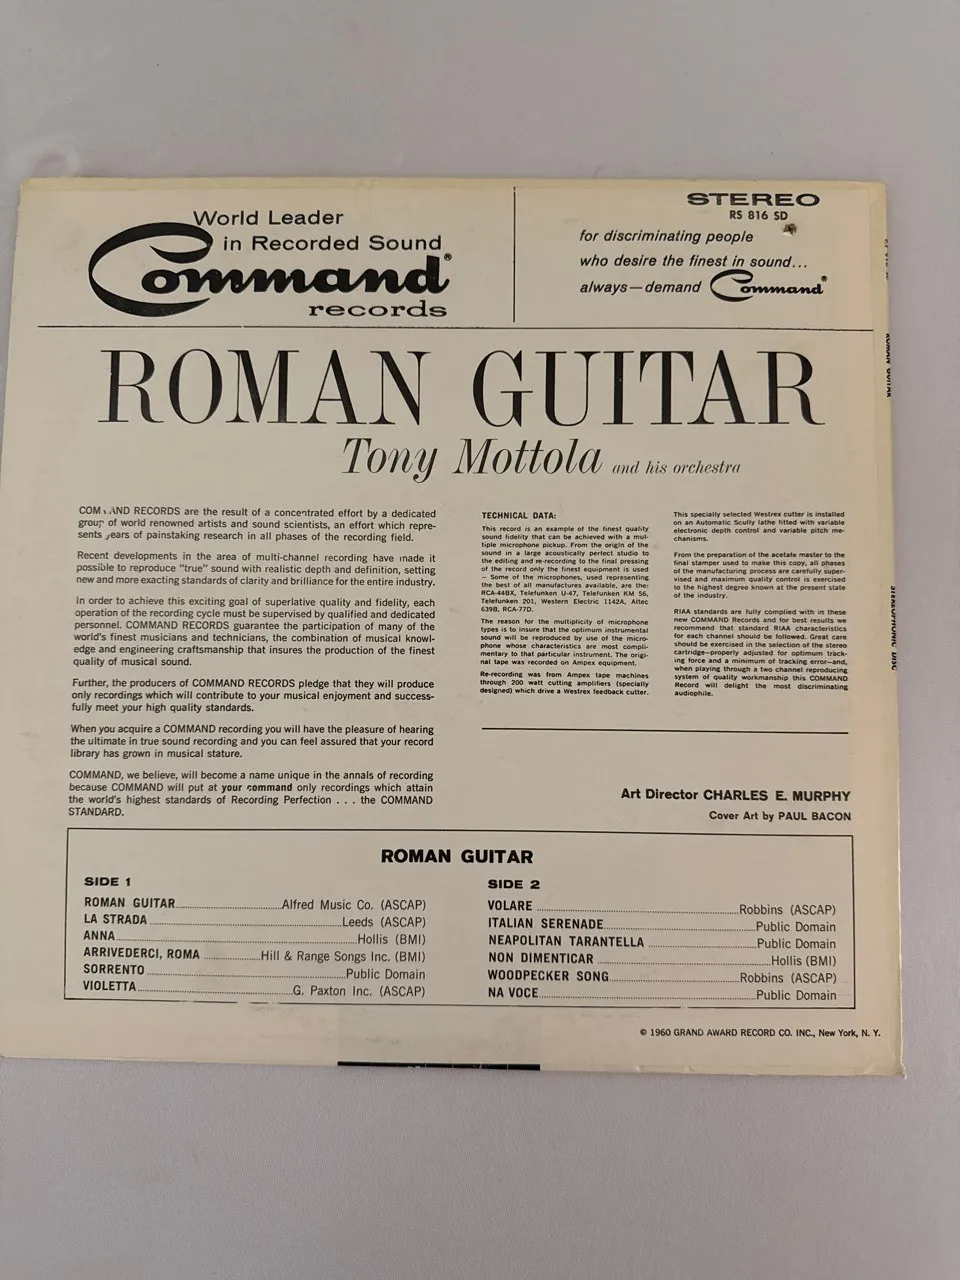 World Leader
in Recorded Sound
Command®
records
STEREO
RS 816 SD
for discriminating people
who desire the finest in sound...
always—demand Command®
ROMAN GUITAR
Tony Mottola and his orchestra
COMMAND RECORDS are the result of a concentrated effort by a dedicated
group of world renowned artists and sound scientists, an effort which repre-
sents years of painstaking research in all phases of the recording field.
Recent developments in the area of multi-channel recording have made it
possible to reproduce "true" sound with realistic depth and definition, setting
new and more exacting standards of clarity and brilliance for the entire industry.
In order to achieve this exciting goal of superlative quality and fidelity, each
operation of the recording cycle must be supervised by qualified and dedicated
personnel. COMMAND RECORDS guarantee the participation of many of the
world's finest musicians and technicians, the combination of musical knowl-
edge and engineering craftsmanship that insures the production of the finest
quality of musical sound.
Further, the producers of COMMAND RECORDS pledge that they will produce
only recordings which will contribute to your musical enjoyment and success-
fully meet your high quality standards.
When you acquire a COMMAND recording you will have the pleasure of hearing
the ultimate in true sound recording and you can feel assured that your record
library has grown in musical stature.
COMMAND, we believe, will become a name unique in the annals of recording
because COMMAND will put at your command only recordings which attain
the world's highest standards of Recording Perfection . . . the COMMAND
STANDARD.
TECHNICAL DATA:
This record is an example of the finest quality
sound fidelity that can be achieved with a mul-
tiple microphone pickup. From the origin of the
sound in a large acoustically perfect studio to
the editing and re-recording to the final pressing
of the record only the finest equipment is used
— Some of the microphones, used representing
the best of all manufactures available, are the:
RCA-44BX, Telefunken U-47, Telefunken KM 56,
Telefunken 201, Western Electric 1142A, Altec
639B, RCA-77D.
The reason for the multiplicity of microphone
types is to insure the optimum instrumental
sound will be reproduced by use of the micro-
phone whose characteristics are most compli-
mentary to that particular instrument. The origi-
nal tape was recorded on Ampex equipment.
Re-recording was from Ampex tape machines
through 200 watt cutting amplifiers (specially
designed) which drive a Westrex feedback cutter.
This specially selected Westrex cutter is installed
on an Automatic Scully lathe fitted with variable
electronic depth control and variable pitch me-
chanisms.
From the preparation of the acetate master to the
final stamper used to make this copy, all phases
of the manufacturing process are carefully super-
vised and maximum quality control is exercised
to the highest degree known at the present state
of the industry.
RIAA standards are fully complied with in these
new COMMAND Records and for best results we
recommend that standard RIAA characteristics
for each channel should be followed. Great care
should be exercised in the selection of the stereo
cartridge—properly adjusted for optimum track-
ing force and a minimum of tracking error—and,
when playing through a two channel reproducing
system of quality workmanship this COMMAND
Record will delight the most discriminating
audiophile.
Art Director CHARLES E. MURPHY
Cover Art by PAUL BACON
ROMAN GUITAR
SIDE 1
ROMAN GUITAR Alfred Music Co. (ASCAP)
LA STRADA Leeds (ASCAP)
ANNA Hollis (BMI)
ARRIVEDERCI, ROMA Hill & Range Songs Inc. (BMI)
SORRENTO Public Domain
VIOLETTA G. Paxton Inc. (ASCAP)
SIDE 2
VOLARE Robbins (ASCAP)
ITALIAN SERENADE Public Domain
NEAPOLITAN TARANTELLA Public Domain
NON DIMENTICAR Hollis (BMI)
WOODPECKER SONG Robbins (ASCAP)
NA VOCE Public Domain
© 1960 GRAND AWARD RECORD CO. INC., New York, N. Y.
ROMAN GUITAR
STEREOPHONIC DISC